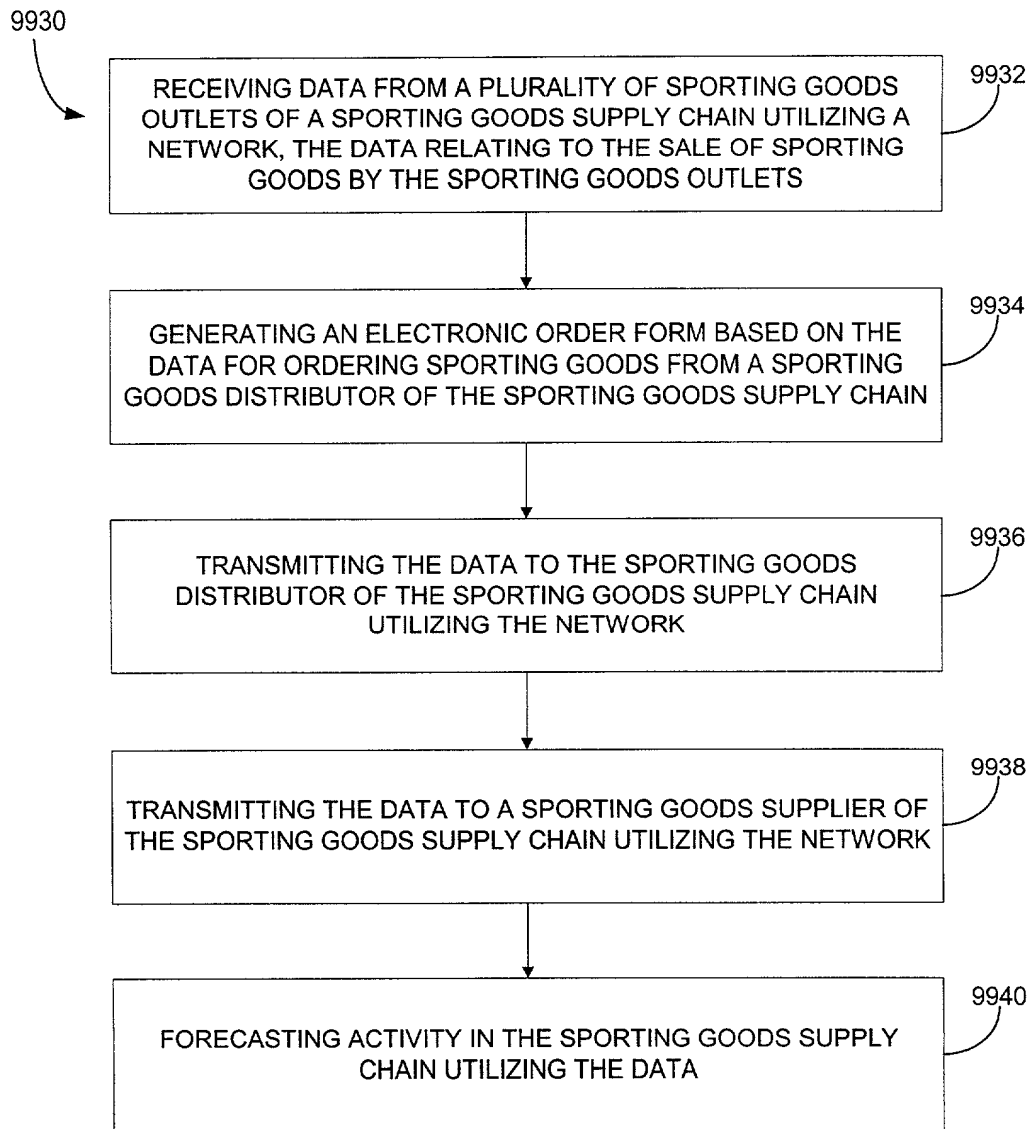 9930
9932
RECEIVING DATA FROM A PLURALITY OF SPORTING GOODS
OUTLETS OF A SPORTING GOODS SUPPLY CHAIN UTILIZING A
NETWORK, THE DATA RELATING TO THE SALE OF SPORTING
GOODS BY THE SPORTING GOODS OUTLETS
9934
GENERATING AN ELECTRONIC ORDER FORM BASED ON THE
DATA FOR ORDERING SPORTING GOODS FROM A SPORTING
GOODS DISTRIBUTOR OF THE SPORTING GOODS SUPPLY CHAIN
9936
TRANSMITTING THE DATA TO THE SPORTING GOODS
DISTRIBUTOR OF THE SPORTING GOODS SUPPLY CHAIN
UTILIZING THE NETWORK
9938
TRANSMITTING THE DATA TO A SPORTING GOODS SUPPLIER OF
THE SPORTING GOODS SUPPLY CHAIN UTILIZING THE NETWORK
9940
FORECASTING ACTIVITY IN THE SPORTING GOODS SUPPLY
CHAIN UTILIZING THE DATA